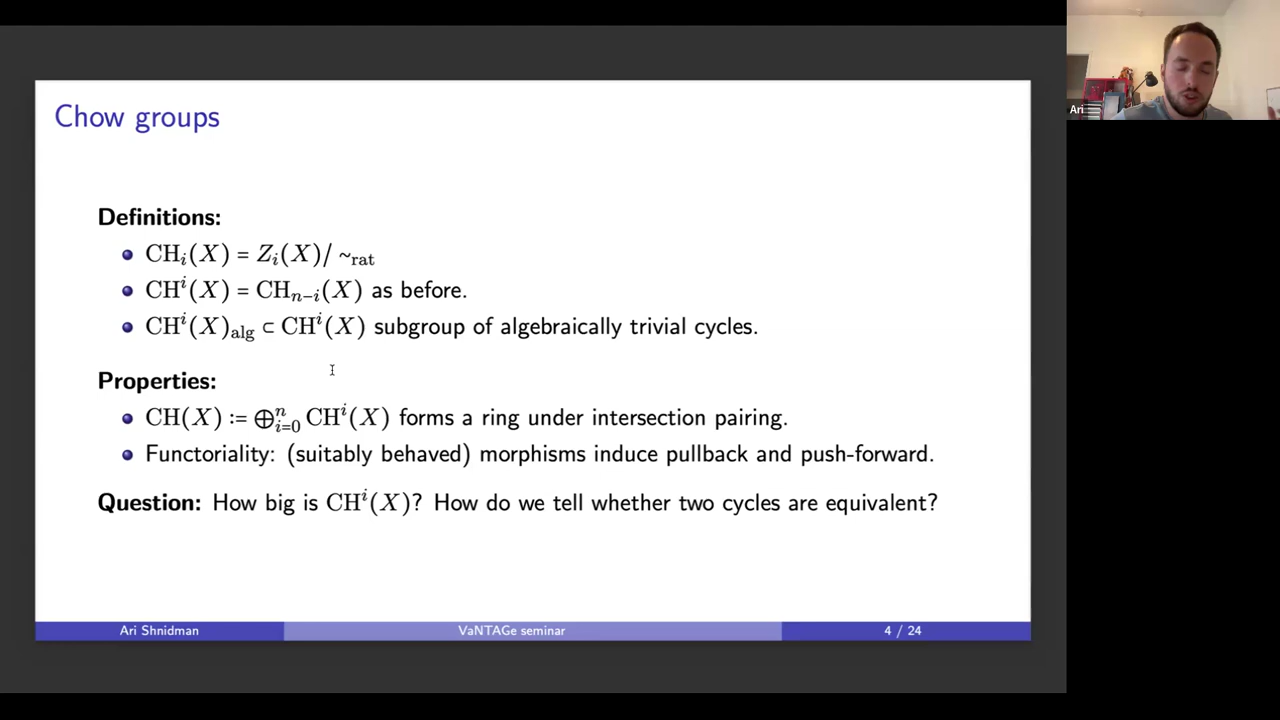 Chow groups
Definitions:
CHᵢ(X) = Zᵢ(X)/ ~rat
CHⁱ(X) = CHₙ₋ᵢ(X) as before.
CHⁱ(X)alg ⊂ CHⁱ(X) subgroup of algebraically trivial cycles.
Properties:
CH(X) := ⊕ⁿᵢ₌₀ CHⁱ(X) forms a ring under intersection pairing.
Functoriality: (suitably behaved) morphisms induce pullback and push-forward.
Question: How big is CHⁱ(X)? How do we tell whether two cycles are equivalent?
Ari Shnidman VaNTAGe seminar 4 / 24
Ari